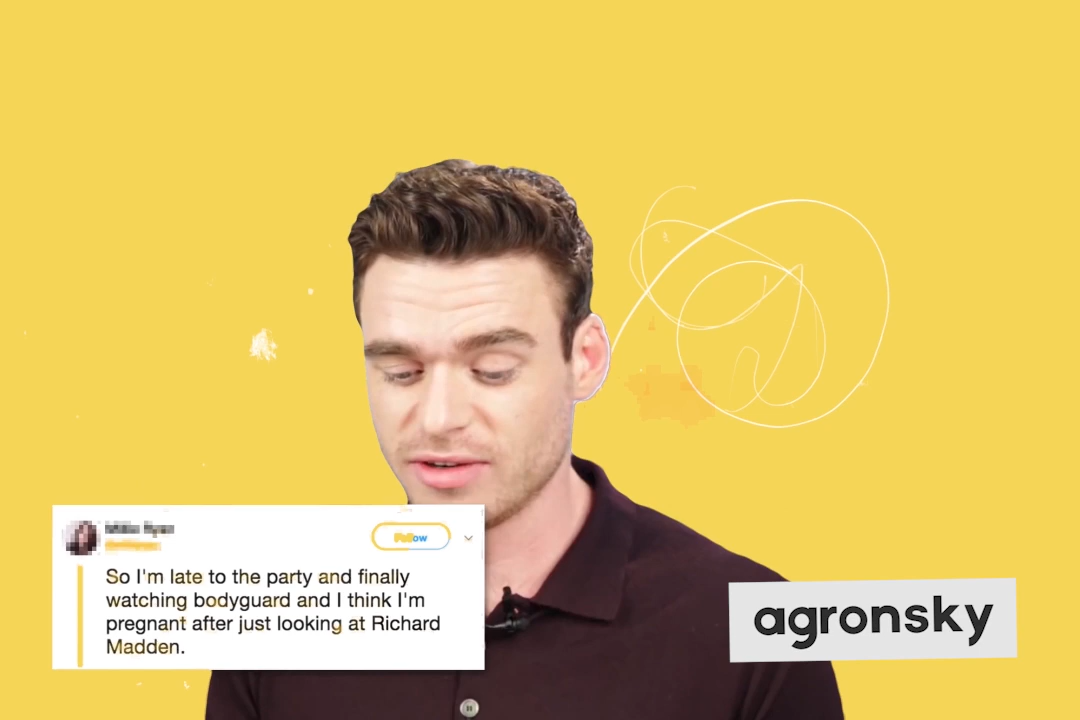 Follow
So I'm late to the party and finally
watching bodyguard and I think I'm
pregnant after just looking at Richard
Madden.
agronsky